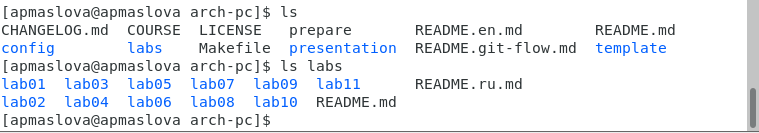 [apmaslova@apmaslova arch-pc]$ ls
CHANGELOG.md  COURSE  LICENSE   prepare       README.en.md        README.md
config        labs    Makefile  presentation  README.git-flow.md  template
[apmaslova@apmaslova arch-pc]$ ls labs
lab01  lab03  lab05  lab07  lab09  lab11      README.ru.md
lab02  lab04  lab06  lab08  lab10  README.md
[apmaslova@apmaslova arch-pc]$